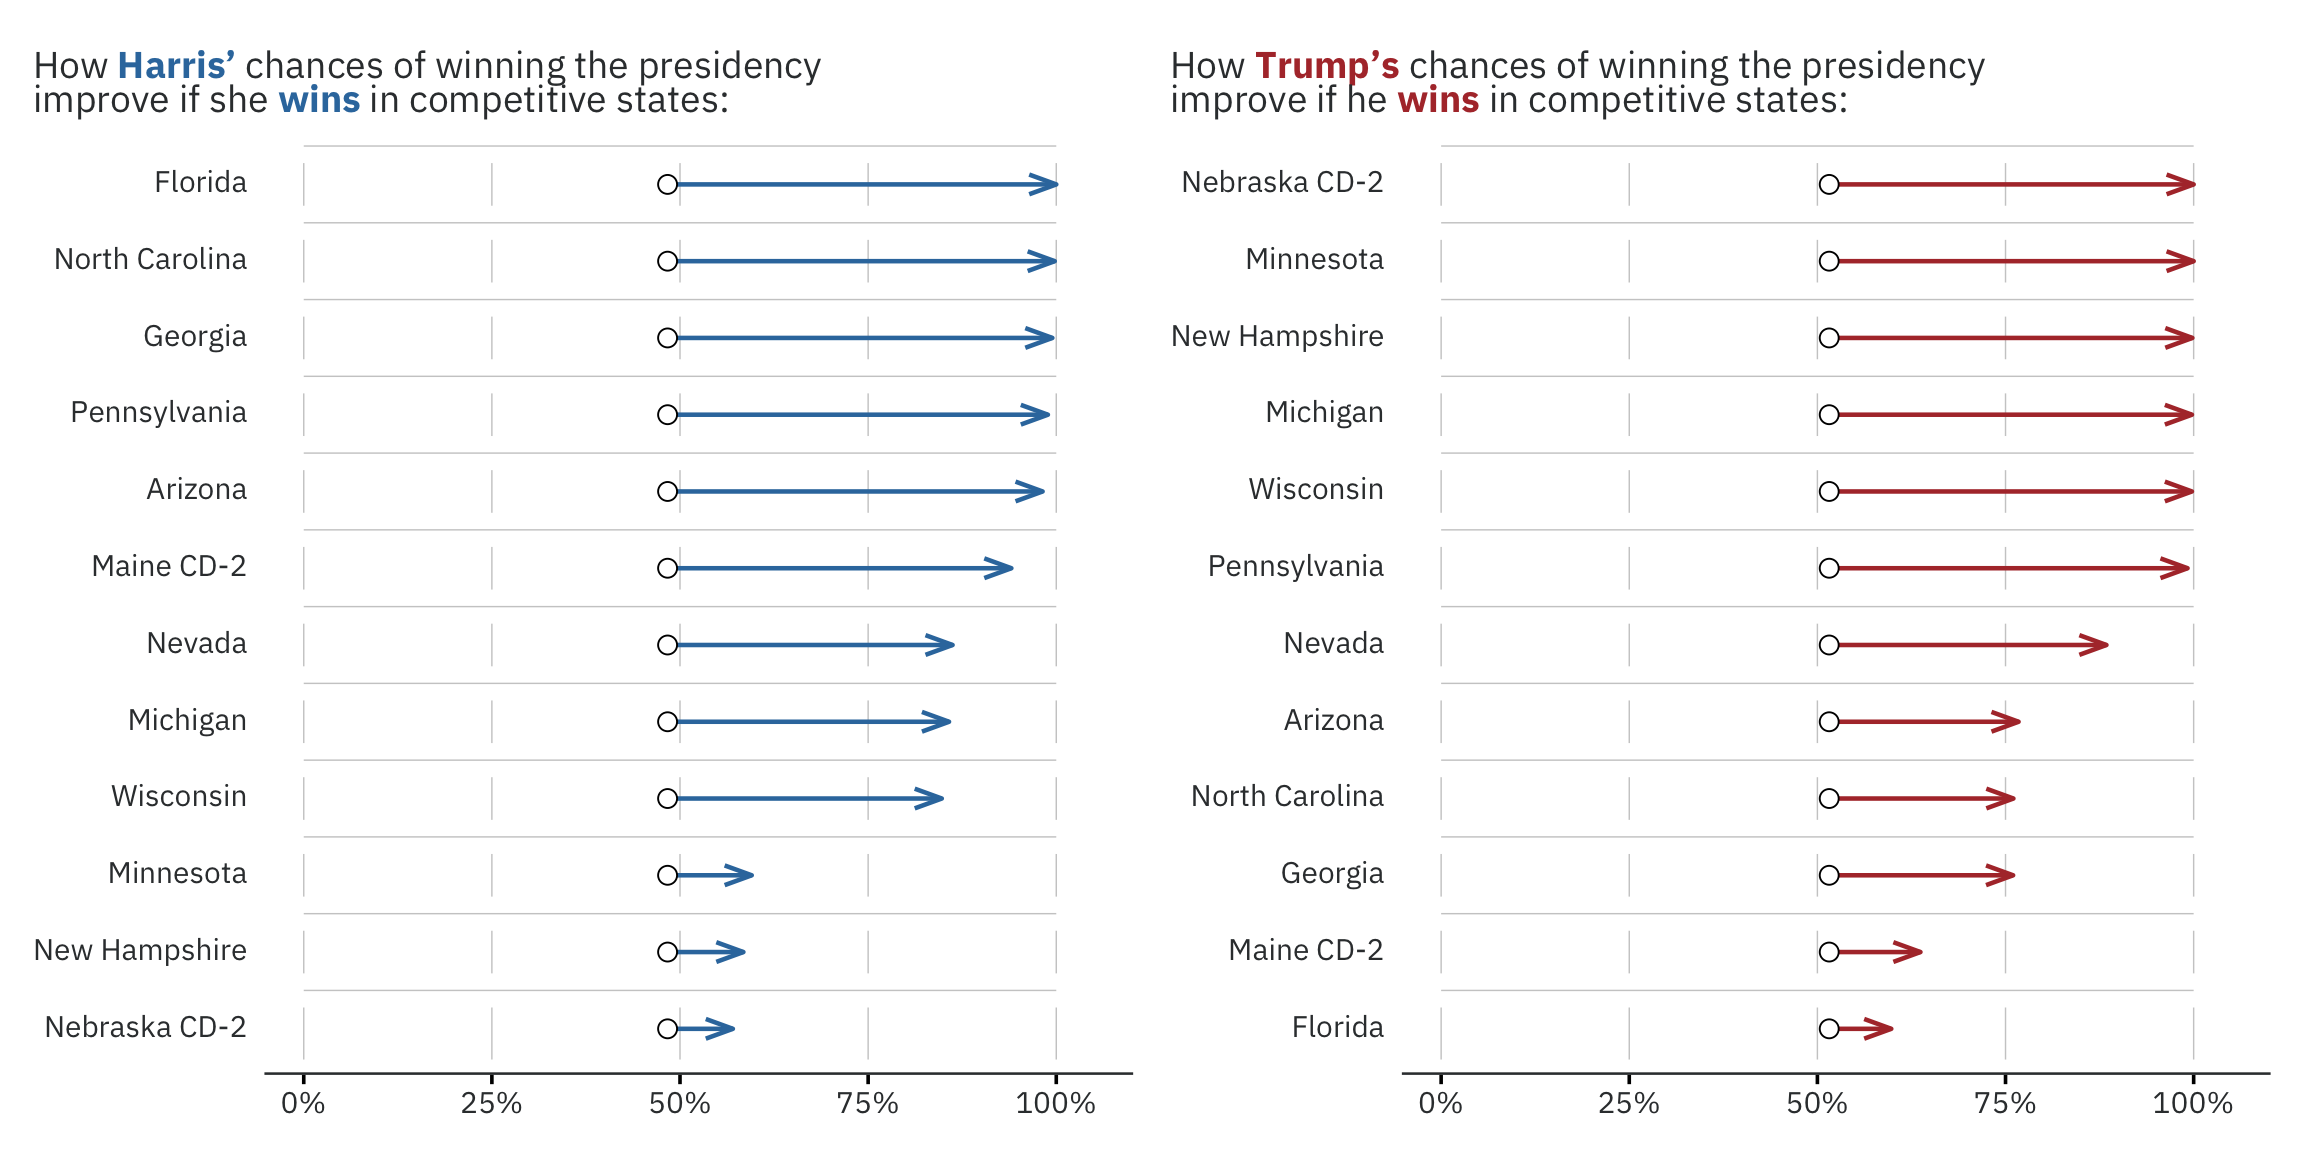 How Harris’ chances of winning the presidency
improve if she wins in competitive states:
Florida
North Carolina
Georgia
Pennsylvania
Arizona
Maine CD-2
Nevada
Michigan
Wisconsin
Minnesota
New Hampshire
Nebraska CD-2
0% 25% 50% 75% 100%
How Trump’s chances of winning the presidency
improve if he wins in competitive states:
Nebraska CD-2
Minnesota
New Hampshire
Michigan
Wisconsin
Pennsylvania
Nevada
Arizona
North Carolina
Georgia
Maine CD-2
Florida
0% 25% 50% 75% 100%